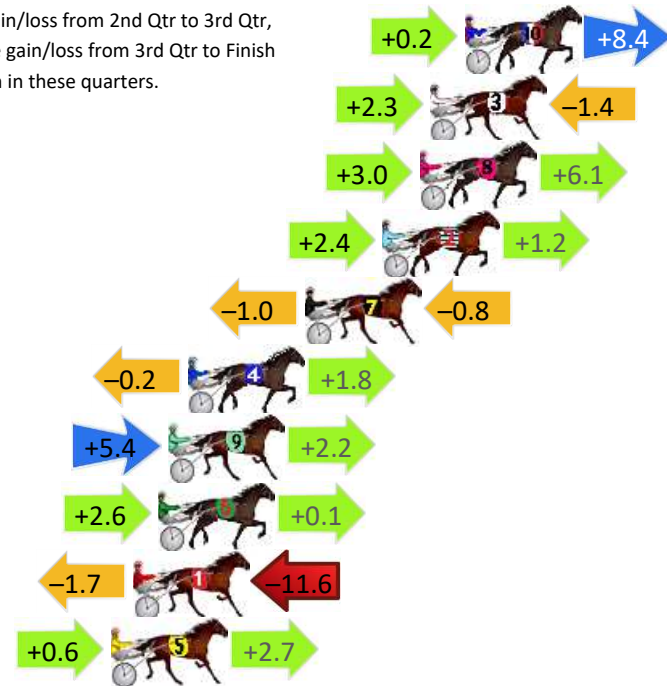 in/loss from 2nd Qtr to 3rd Qtr,
gain/loss from 3rd Qtr to Finish
in these quarters.
+0.2 10 +8.4
+2.3 3 –1.4
+3.0 8 +6.1
+2.4 2 +1.2
–1.0 7 –0.8
–0.2 4 +1.8
+5.4 9 +2.2
+2.6 6 +0.1
–1.7 1 –11.6
+0.6 5 +2.7